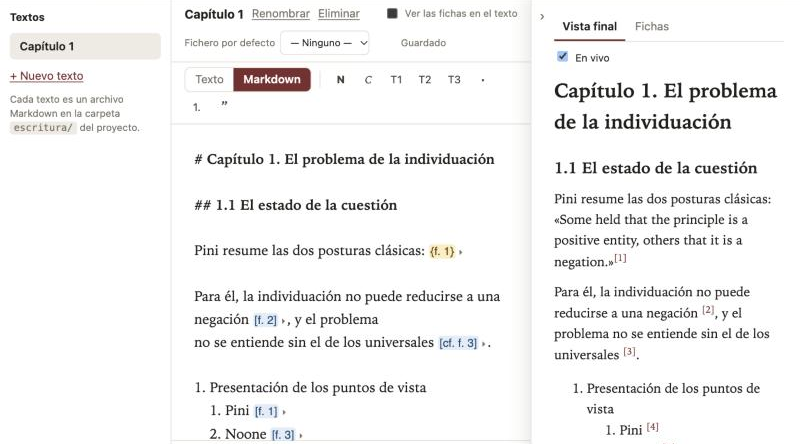 Textos
Capítulo 1
+ Nuevo texto
Cada texto es un archivo
Markdown en la carpeta
escritura/ del proyecto.
Capítulo 1 Renombrar Eliminar Ver las fichas en el texto
Fichero por defecto — Ninguno — Guardado
Texto Markdown N C T1 T2 T3 •
1. ”
# Capítulo 1. El problema de la individuación
## 1.1 El estado de la cuestión
Pini resume las dos posturas clásicas: {f. 1} ›
Para él, la individuación no puede reducirse a una
negación [f. 2] ›, y el problema
no se entiende sin el de los universales [cf. f. 3] ›.
1. Presentación de los puntos de vista
1. Pini [f. 1] ›
2. Noone [f. 3] ›
›
Vista final Fichas
En vivo
Capítulo 1. El problema
de la individuación
1.1 El estado de la cuestión
Pini resume las dos posturas clásicas:
«Some held that the principle is a
positive entity, others that it is a
negation.»[1]
Para él, la individuación no puede
reducirse a una negación [2], y el
problema no se entiende sin el de los
universales [3].
1. Presentación de los puntos de
vista
1. Pini [4]